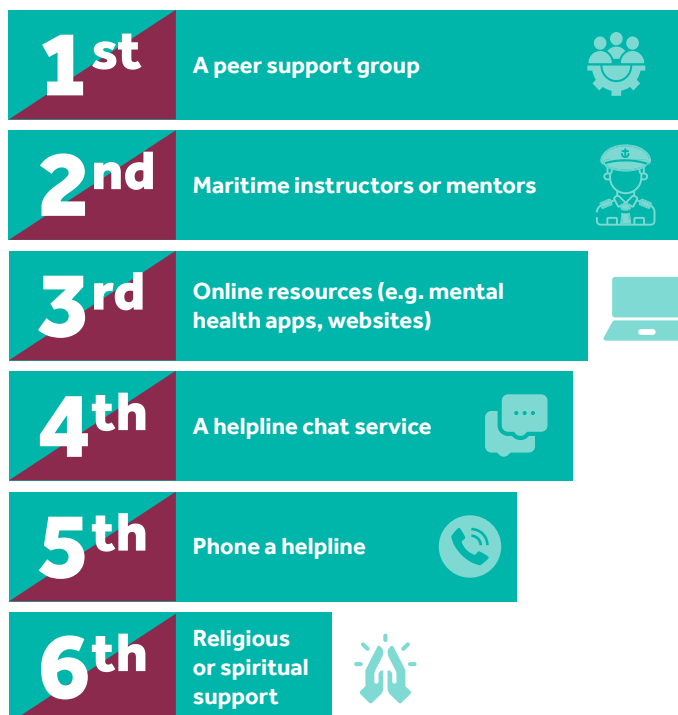 1st
A peer support group
2nd
Maritime instructors or mentors
3rd
Online resources (e.g. mental
health apps, websites)
4th
A helpline chat service
5th
Phone a helpline
6th
Religious
or spiritual
support